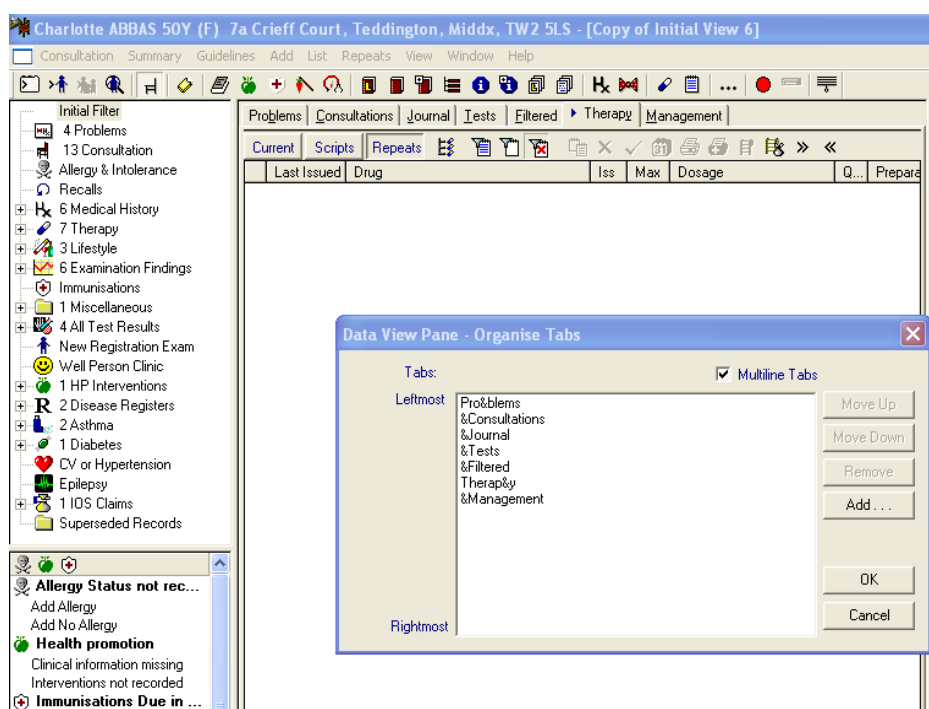 Charlotte ABBAS 50Y (F) 7a Crieff Court, Teddington, Middx, TW2 5LS - [Copy of Initial View 6]
Consultation Summary Guidelines Add List Repeats View Window Help
Initial Filter
4 Problems
13 Consultation
Allergy & Intolerance
Recalls
6 Medical History
7 Therapy
3 Lifestyle
6 Examination Findings
Immunisations
1 Miscellaneous
4 All Test Results
New Registration Exam
Well Person Clinic
1 HP Interventions
2 Disease Registers
2 Asthma
1 Diabetes
CV or Hypertension
Epilepsy
1 IOS Claims
Superseded Records
Allergy Status not rec...
Add Allergy
Add No Allergy
Health promotion
Clinical information missing
Interventions not recorded
Immunisations Due in ...
Problems Consultations Journal Tests Filtered Therapy Management
Current Scripts Repeats
Last Issued Drug Iss Max Dosage Q... Prepara
Data View Pane - Organise Tabs
Tabs: Multiline Tabs
Leftmost
Pro&blems
&Consultations
&Journal
&Tests
&Filtered
Therap&y
&Management
Rightmost
Move Up
Move Down
Remove
Add . . .
OK
Cancel